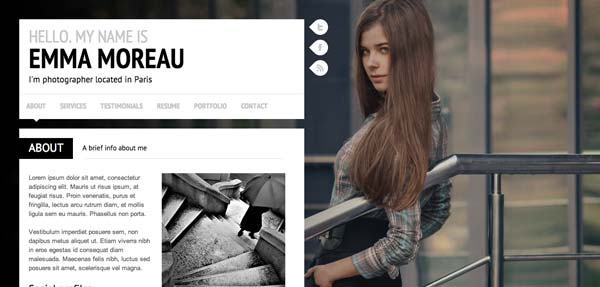 HELLO, MY NAME IS
EMMA MOREAU
I'm photographer located in Paris
ABOUT SERVICES TESTIMONIALS RESUME PORTFOLIO CONTACT
ABOUT A brief info about me
Lorem ipsum dolor sit amet, consectetur
adipiscing elit. Mauris ut risus ipsum, at
feugiat risus. Proin venenatis, purus et
fringilla, lectus arcu rutrum diam, et mollis
ligula sem eu mauris. Phasellus non porta.
Vestibulum imperdiet posuere sem, non
dapibus metus aliquet ut. Etiam viverra nibh
in eros egestas id consequat diam
malesuada. Maecenas felis nibh, luctus sed
posuere sit amet, scelerisque vel magna.